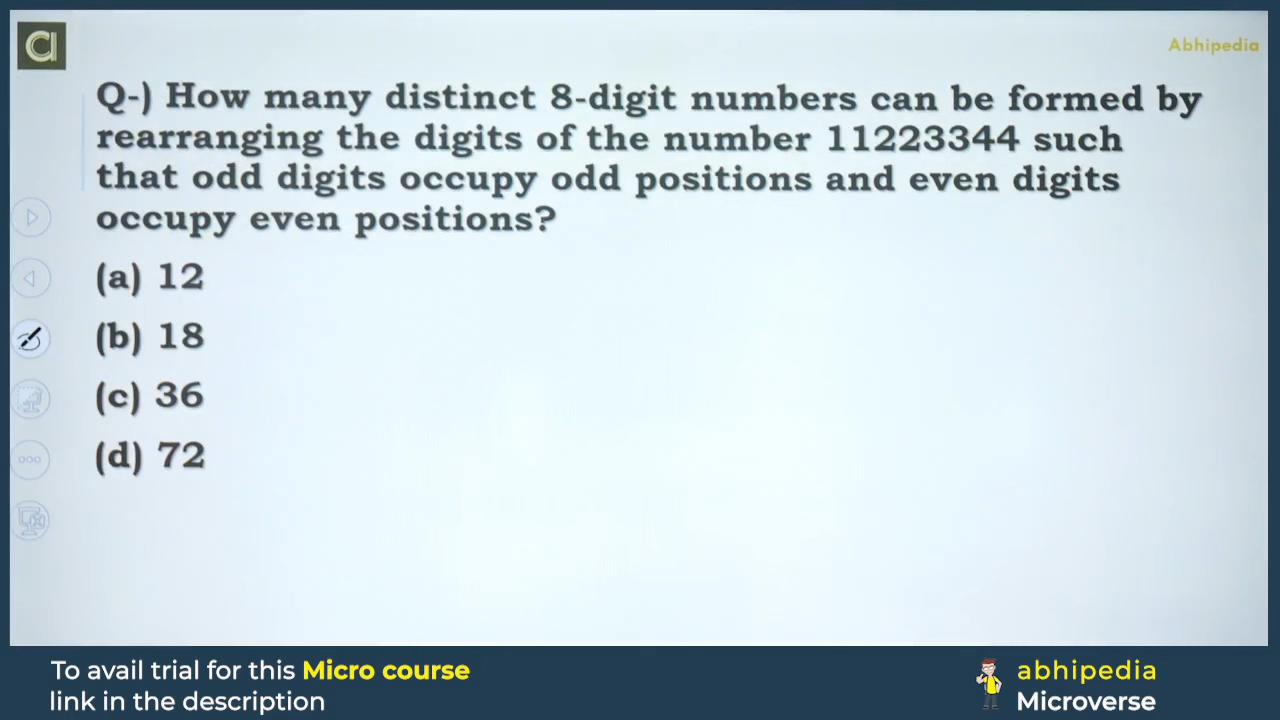 Abhipedia
Q-) How many distinct 8-digit numbers can be formed by
rearranging the digits of the number 11223344 such
that odd digits occupy odd positions and even digits
occupy even positions?
(a) 12
(b) 18
(c) 36
(d) 72
To avail trial for this Micro course
link in the description
abhipedia
Microverse